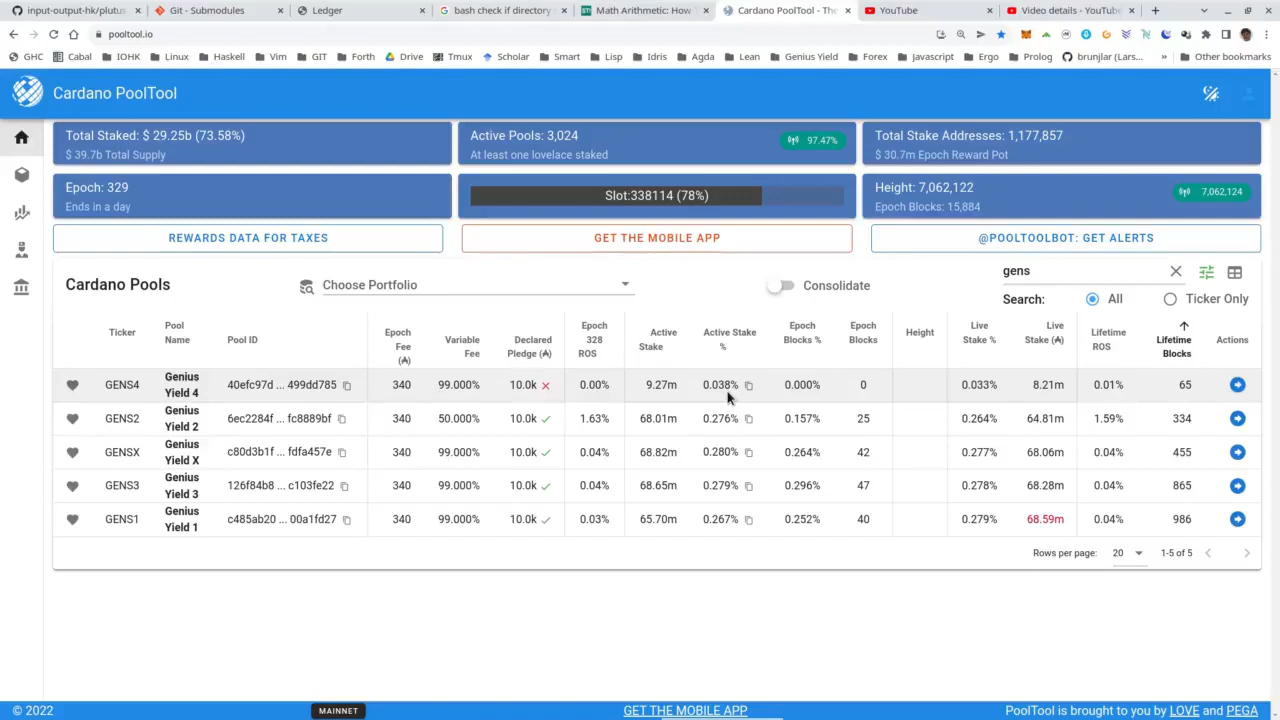 input-output-hk/plutus
Git - Submodules
Ledger
bash check if directory
Math Arithmetic: How
Cardano PoolTool - The
YouTube
Video details - YouTube
pooltool.io
GHC
Cabal
IOHK
Linux
Haskell
Vim
GIT
Forth
Drive
Tmux
Scholar
Smart
Lisp
Idris
Agda
Lean
Genius Yield
Forex
Javascript
Ergo
Prolog
brunjlar (Lars...
»
Other bookmarks
Cardano PoolTool
Total Staked: $ 29.25b (73.58%)
$ 39.7b Total Supply
Active Pools: 3,024
At least one lovelace staked
97.47%
Total Stake Addresses: 1,177,857
$ 30.7m Epoch Reward Pot
Epoch: 329
Ends in a day
Slot:338114 (78%)
Height: 7,062,122
Epoch Blocks: 15,884
7,062,124
REWARDS DATA FOR TAXES
GET THE MOBILE APP
@POOLTOOLBOT: GET ALERTS
Cardano Pools
Choose Portfolio
Consolidate
gens
Search:
All
Ticker Only
Ticker
Pool Name
Pool ID
Epoch Fee (₳)
Variable Fee
Declared Pledge (₳)
Epoch 328 ROS
Active Stake
Active Stake %
Epoch Blocks %
Epoch Blocks
Height
Live Stake %
Live Stake (₳)
Lifetime ROS
Lifetime Blocks
Actions
GENS4 Genius Yield 4 40efc97d ... 499dd785 340 99.000% 10.0k 0.00% 9.27m 0.038% 0.000% 0 0.033% 8.21m 0.01% 65
GENS2 Genius Yield 2 6ec2284f ... fc8889bf 340 50.000% 10.0k 1.63% 68.01m 0.276% 0.157% 25 0.264% 64.81m 1.59% 334
GENSX Genius Yield X c80d3b1f ... fdfa457e 340 99.000% 10.0k 0.04% 68.82m 0.280% 0.264% 42 0.277% 68.06m 0.04% 455
GENS3 Genius Yield 3 126f84b8 ... c103fe22 340 99.000% 10.0k 0.04% 68.65m 0.279% 0.296% 47 0.278% 68.28m 0.04% 865
GENS1 Genius Yield 1 c485ab20 ... 00a1fd27 340 99.000% 10.0k 0.03% 65.70m 0.267% 0.252% 40 0.279% 68.59m 0.04% 986
Rows per page: 20 1-5 of 5
© 2022
MAINNET
GET THE MOBILE APP
PoolTool is brought to you by LOVE and PEGA